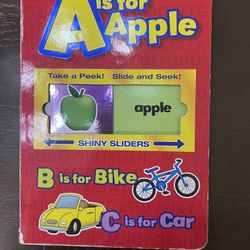 A is for
Apple
Take a Peek! Slide and Seek!
apple
SHINY SLIDERS
B is for Bike
C is for Car